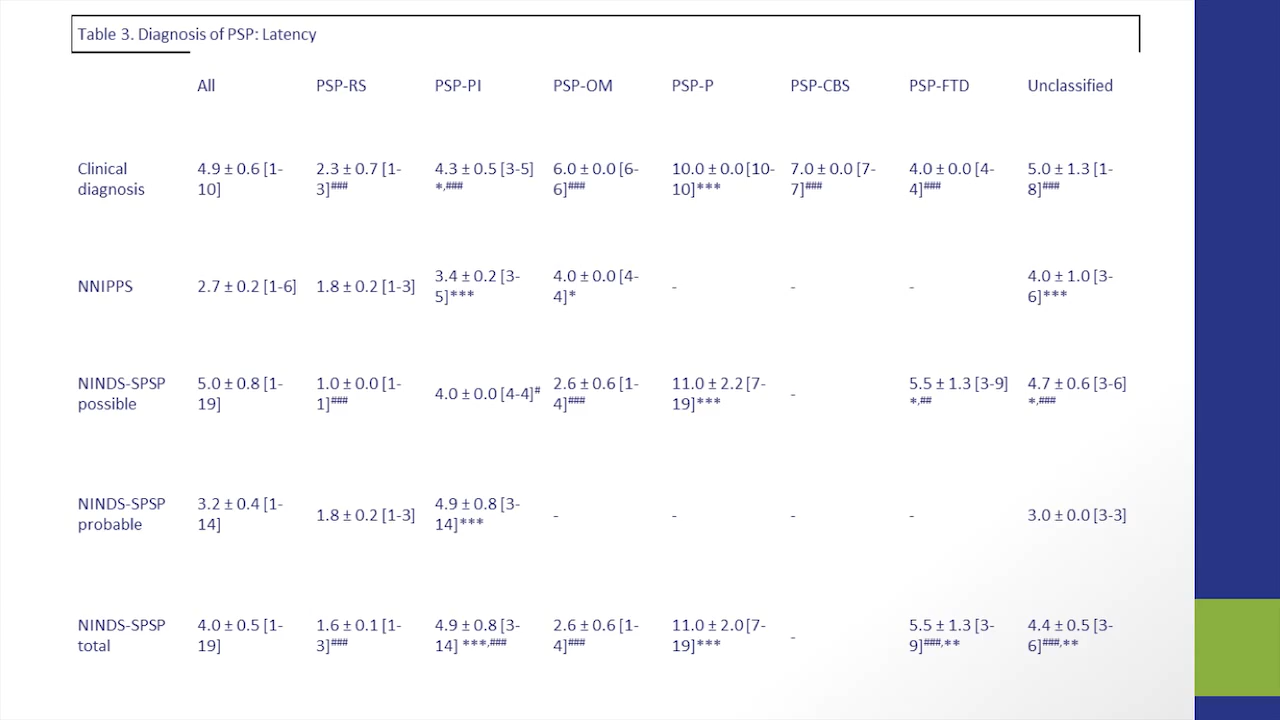 Table 3. Diagnosis of PSP: Latency
All PSP-RS PSP-PI PSP-OM PSP-P PSP-CBS PSP-FTD Unclassified
Clinical diagnosis 4.9 ± 0.6 [1-10] 2.3 ± 0.7 [1-3]### 4.3 ± 0.5 [3-5] *,### 6.0 ± 0.0 [6-6]### 10.0 ± 0.0 [10-10]*** 7.0 ± 0.0 [7-7]### 4.0 ± 0.0 [4-4]### 5.0 ± 1.3 [1-8]###
NNIPPS 2.7 ± 0.2 [1-6] 1.8 ± 0.2 [1-3] 3.4 ± 0.2 [3-5]*** 4.0 ± 0.0 [4-4]* - - - 4.0 ± 1.0 [3-6]***
NINDS-SPSP possible 5.0 ± 0.8 [1-19] 1.0 ± 0.0 [1-1]### 4.0 ± 0.0 [4-4]# 2.6 ± 0.6 [1-4]### 11.0 ± 2.2 [7-19]*** - 5.5 ± 1.3 [3-9] *,## 4.7 ± 0.6 [3-6] *,###
NINDS-SPSP probable 3.2 ± 0.4 [1-14] 1.8 ± 0.2 [1-3] 4.9 ± 0.8 [3-14]*** - - - - 3.0 ± 0.0 [3-3]
NINDS-SPSP total 4.0 ± 0.5 [1-19] 1.6 ± 0.1 [1-3]### 4.9 ± 0.8 [3-14] ***,### 2.6 ± 0.6 [1-4]### 11.0 ± 2.0 [7-19]*** - 5.5 ± 1.3 [3-9]###,** 4.4 ± 0.5 [3-6]###,**